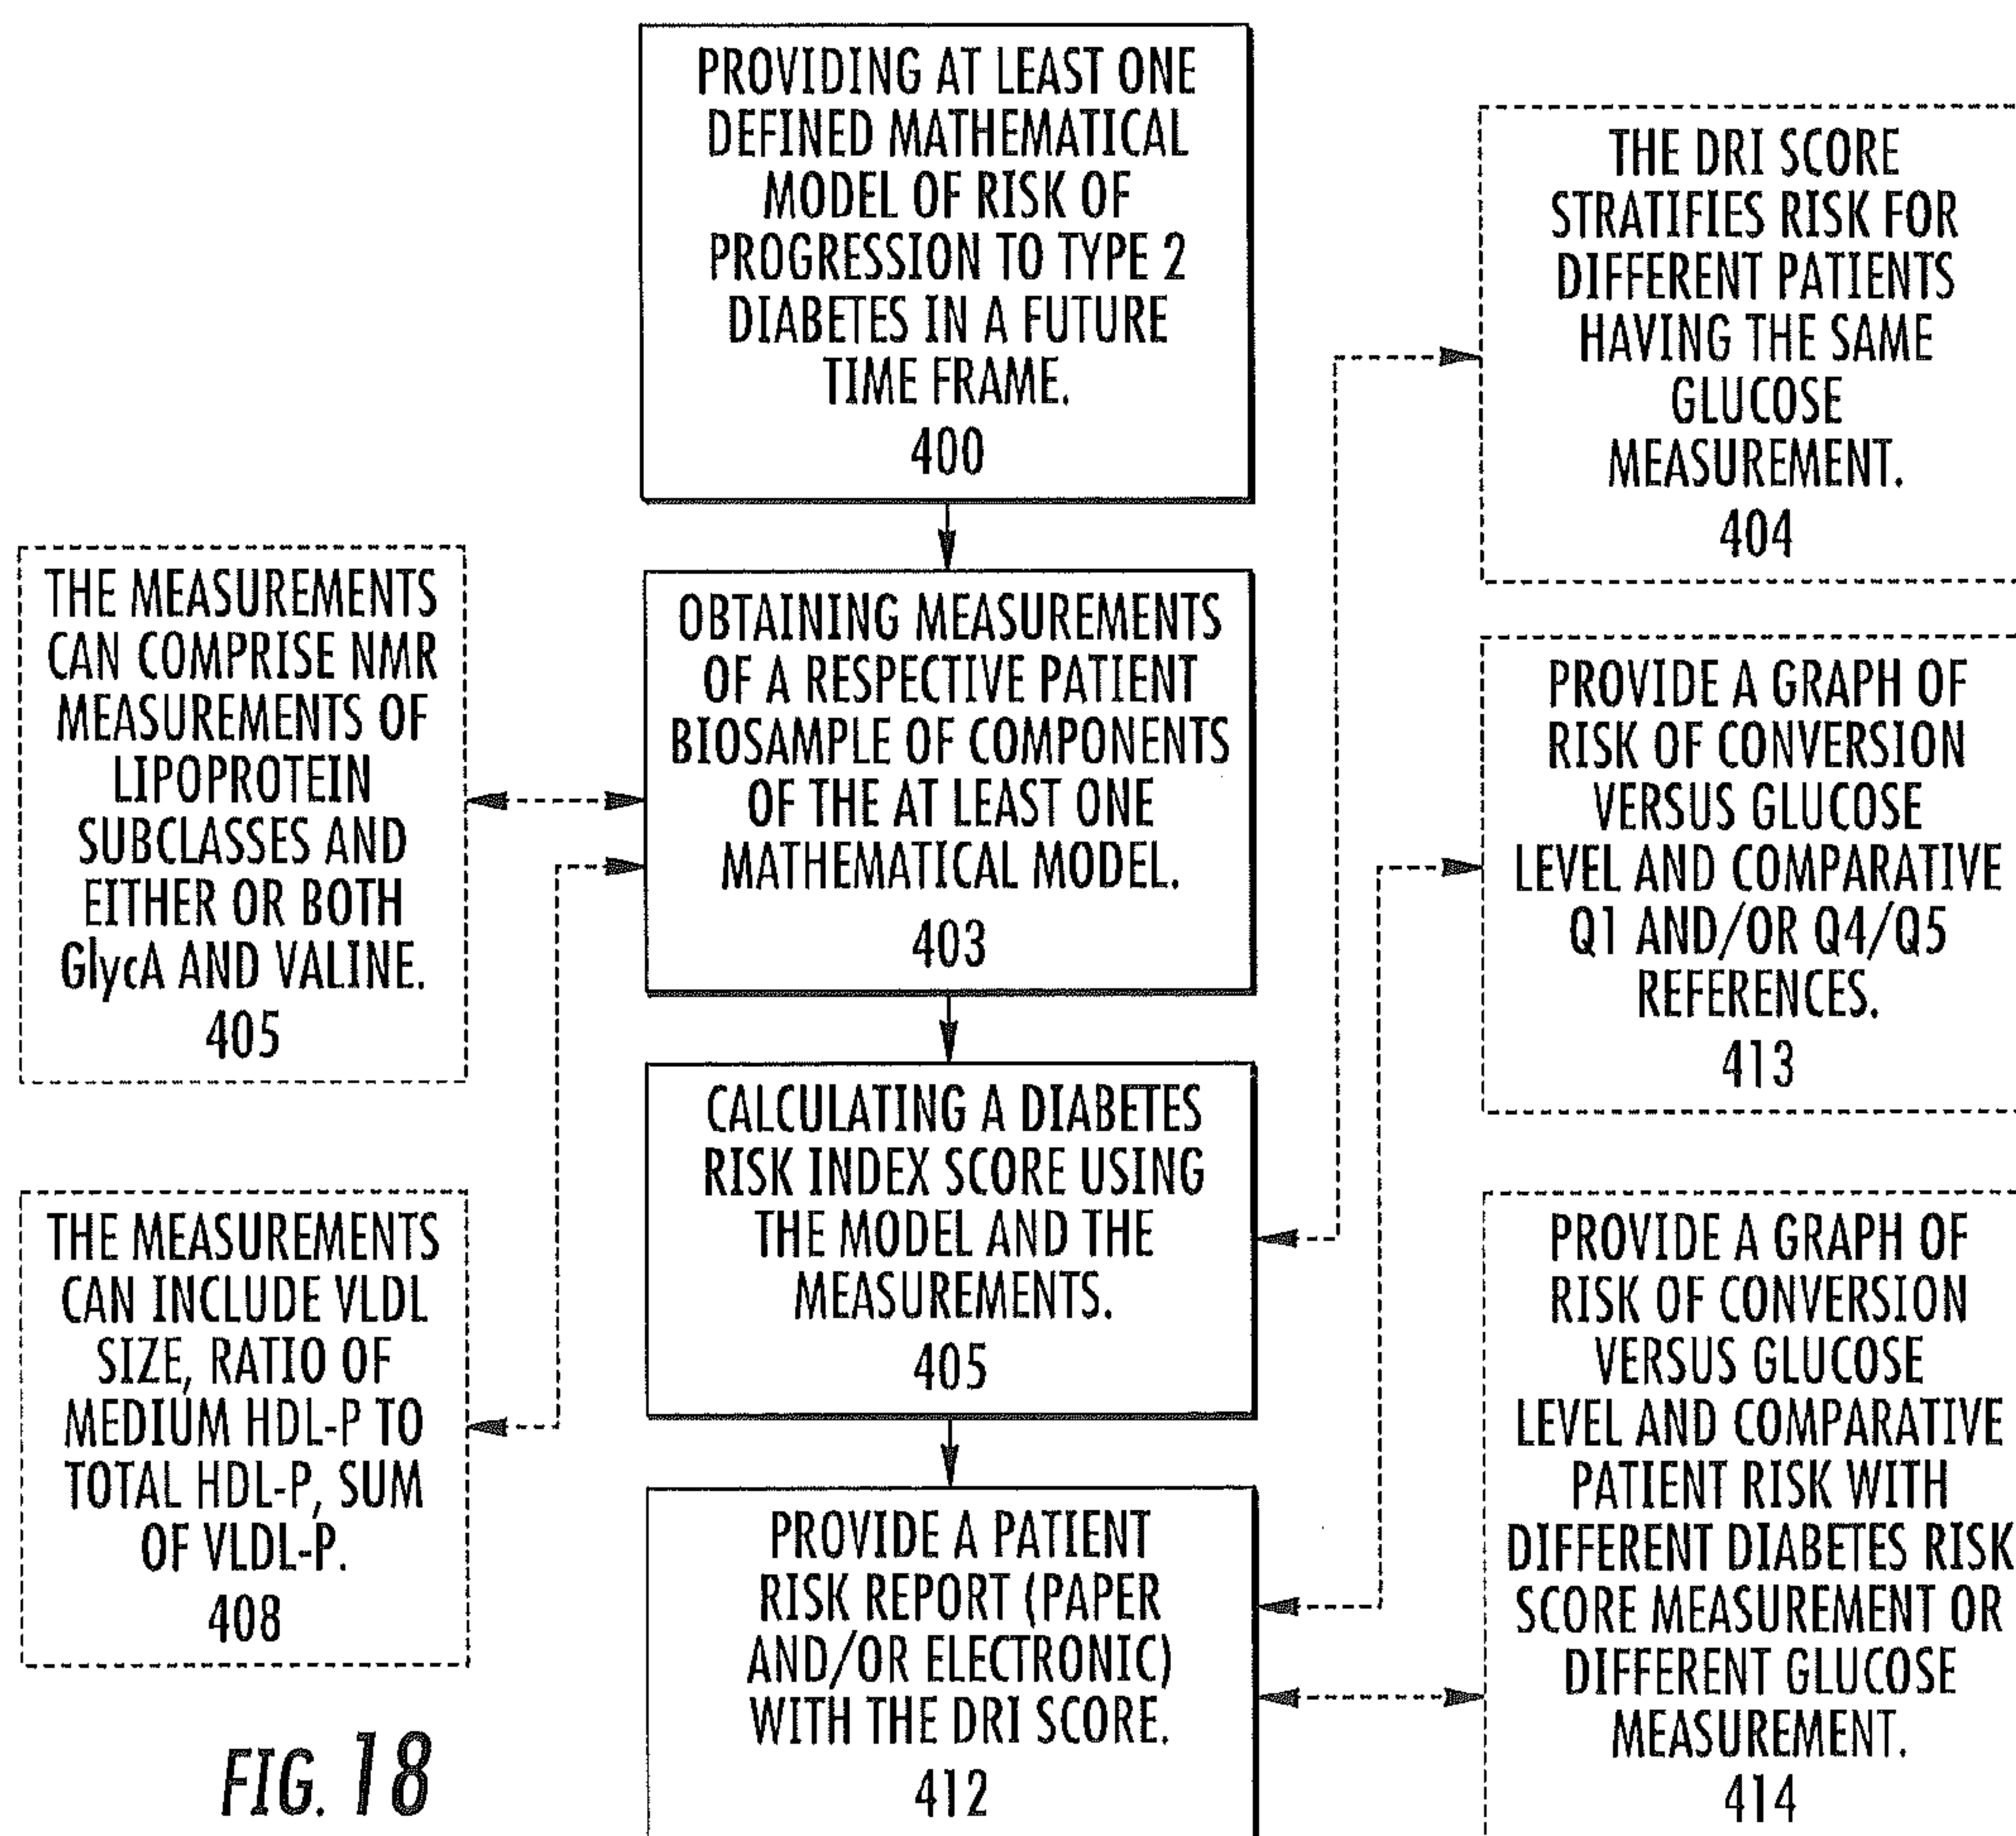 PROVIDING AT LEAST ONE
DEFINED MATHEMATICAL
MODEL OF RISK OF
PROGRESSION TO TYPE 2
DIABETES IN A FUTURE
TIME FRAME.
400
THE MEASUREMENTS
CAN COMPRISE NMR
MEASUREMENTS OF
LIPOPROTEIN
SUBCLASSES AND
EITHER OR BOTH
GlycA AND VALINE.
405
OBTAINING MEASUREMENTS
OF A RESPECTIVE PATIENT
BIOSAMPLE OF COMPONENTS
OF THE AT LEAST ONE
MATHEMATICAL MODEL.
403
THE MEASUREMENTS
CAN INCLUDE VLDL
SIZE, RATIO OF
MEDIUM HDL-P TO
TOTAL HDL-P, SUM
OF VLDL-P.
408
CALCULATING A DIABETES
RISK INDEX SCORE USING
THE MODEL AND THE
MEASUREMENTS.
405
THE DRI SCORE
STRATIFIES RISK FOR
DIFFERENT PATIENTS
HAVING THE SAME
GLUCOSE
MEASUREMENT.
404
PROVIDE A PATIENT
RISK REPORT (PAPER
AND/OR ELECTRONIC)
WITH THE DRI SCORE.
412
PROVIDE A GRAPH OF
RISK OF CONVERSION
VERSUS GLUCOSE
LEVEL AND COMPARATIVE
Q1 AND/OR Q4/Q5
REFERENCES.
413
PROVIDE A GRAPH OF
RISK OF CONVERSION
VERSUS GLUCOSE
LEVEL AND COMPARATIVE
PATIENT RISK WITH
DIFFERENT DIABETES RISK
SCORE MEASUREMENT OR
DIFFERENT GLUCOSE
MEASUREMENT.
414
FIG. 18